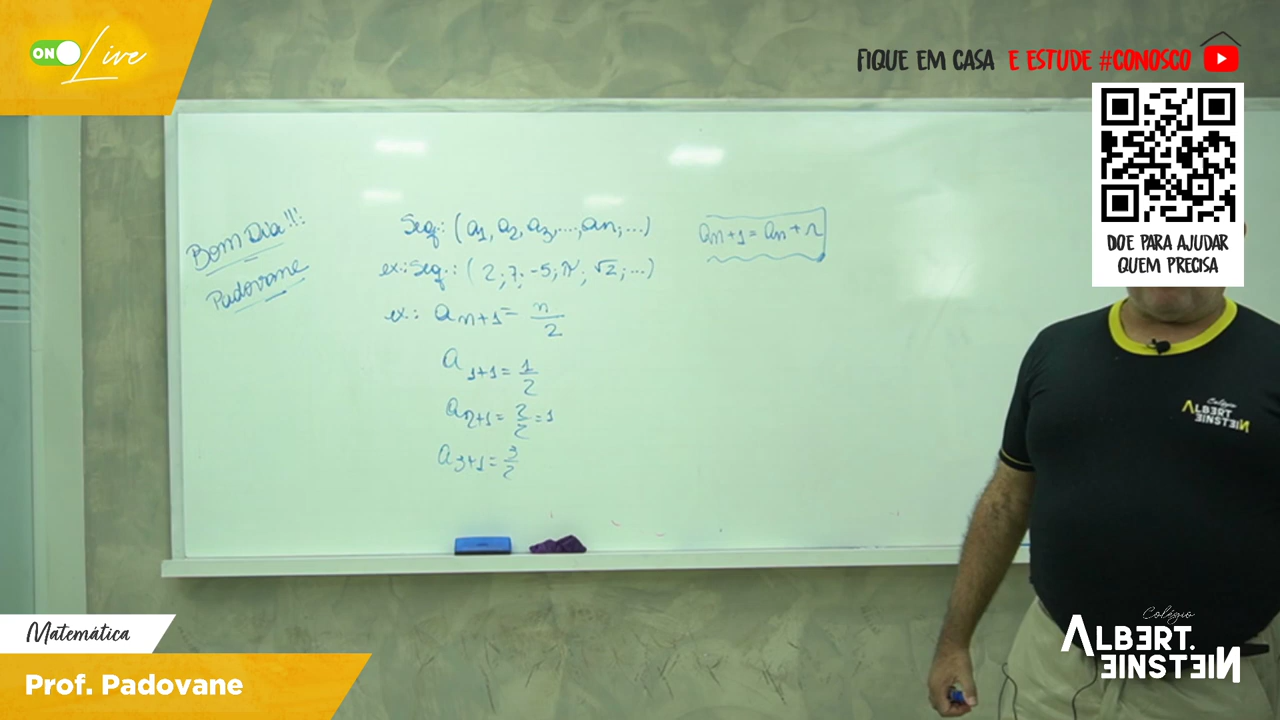 ON Live
FIQUE EM CASA E ESTUDE #CONOSCO
DOE PARA AJUDAR
QUEM PRECISA
Bom Dia!!!
Padovane
Seq.: (a₁, a₂, a₃, ..., an, ...)
ex.: Seq.: (2; 7; -5; π; √2; ...)
ex.: an+1 = n/2
a1+1 = 1/2
a2+1 = 2/2 = 1
a3+1 = 3/2
an+1 = an + r
Colégio
ALBERT.
EINSTEIN
Matemática
Prof. Padovane
Colégio
ALBERT.
EINSTEIN